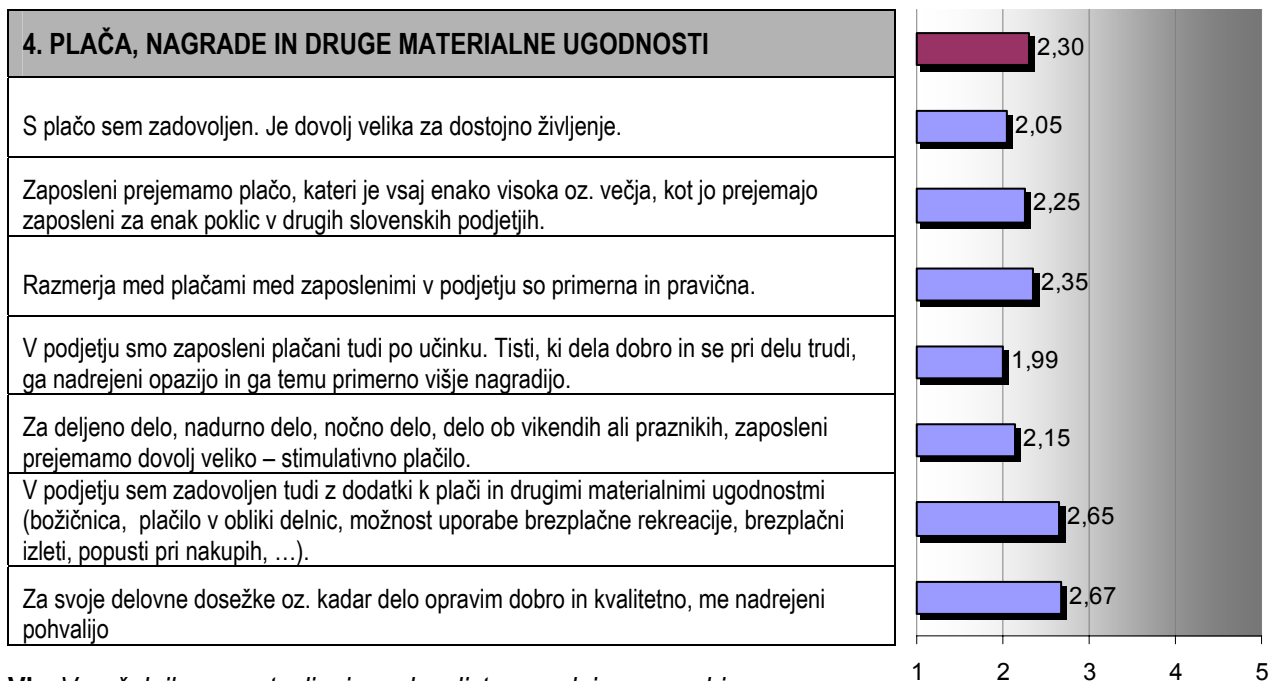 4. PLAČA, NAGRADE IN DRUGE MATERIALNE UGODNOSTI
2,30
S plačo sem zadovoljen. Je dovolj velika za dostojno življenje.
2,05
Zaposleni prejemamo plačo, kateri je vsaj enako visoka oz. večja, kot jo prejemajo
zaposleni za enak poklic v drugih slovenskih podjetjih.
2,25
Razmerja med plačami med zaposlenimi v podjetju so primerna in pravična.
2,35
V podjetju smo zaposleni plačani tudi po učinku. Tisti, ki dela dobro in se pri delu trudi,
ga nadrejeni opazijo in ga temu primerno višje nagradijo.
1,99
Za deljeno delo, nadurno delo, nočno delo, delo ob vikendih ali praznikih, zaposleni
prejemamo dovolj veliko – stimulativno plačilo.
2,15
V podjetju sem zadovoljen tudi z dodatki k plači in drugimi materialnimi ugodnostmi
(božičnica, plačilo v obliki delnic, možnost uporabe brezplačne rekreacije, brezplačni
izleti, popusti pri nakupih, …).
2,65
Za svoje delovne dosežke oz. kadar delo opravim dobro in kvalitetno, me nadrejeni
pohvalijo
2,67
1 2 3 4 5